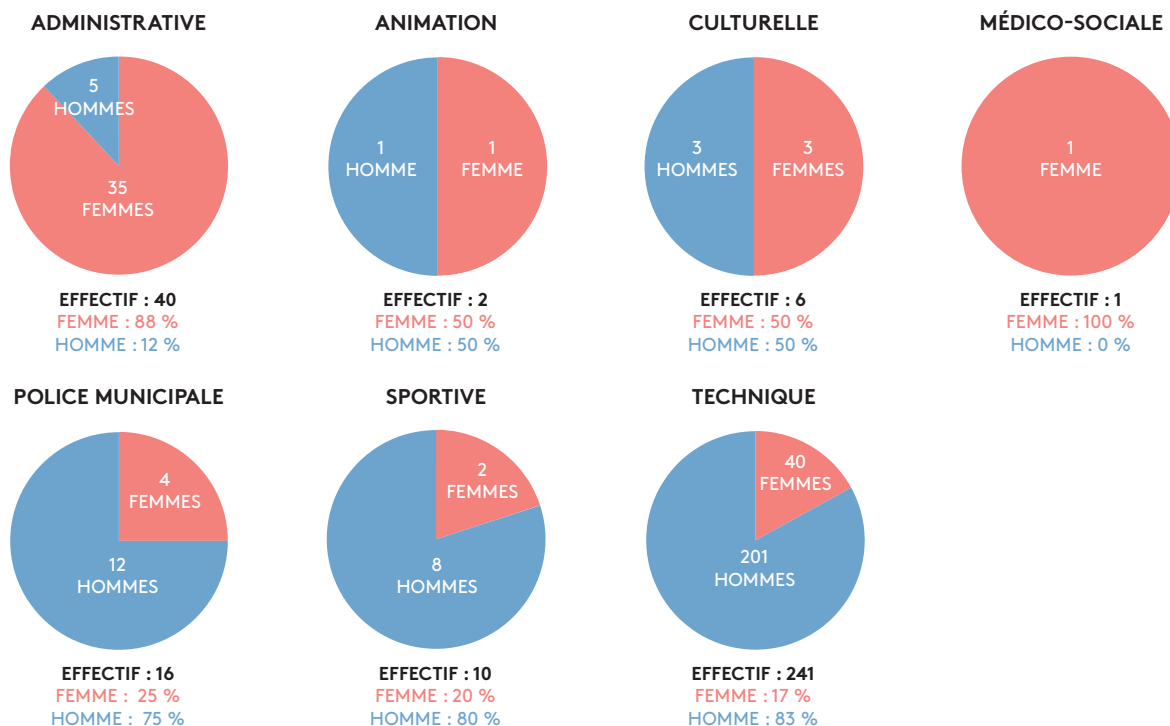 ADMINISTRATIVE
5
HOMMES
35
FEMMES
EFFECTIF : 40
FEMME : 88 %
HOMME : 12 %
ANIMATION
1
HOMME
1
FEMME
EFFECTIF : 2
FEMME : 50 %
HOMME : 50 %
CULTURELLE
3
HOMMES
3
FEMMES
EFFECTIF : 6
FEMME : 50 %
HOMME : 50 %
MÉDICO-SOCIALE
1
FEMME
EFFECTIF : 1
FEMME : 100 %
HOMME : 0 %
POLICE MUNICIPALE
4
FEMMES
12
HOMMES
EFFECTIF : 16
FEMME : 25 %
HOMME : 75 %
SPORTIVE
2
FEMMES
8
HOMMES
EFFECTIF : 10
FEMME : 20 %
HOMME : 80 %
TECHNIQUE
40
FEMMES
201
HOMMES
EFFECTIF : 241
FEMME : 17 %
HOMME : 83 %